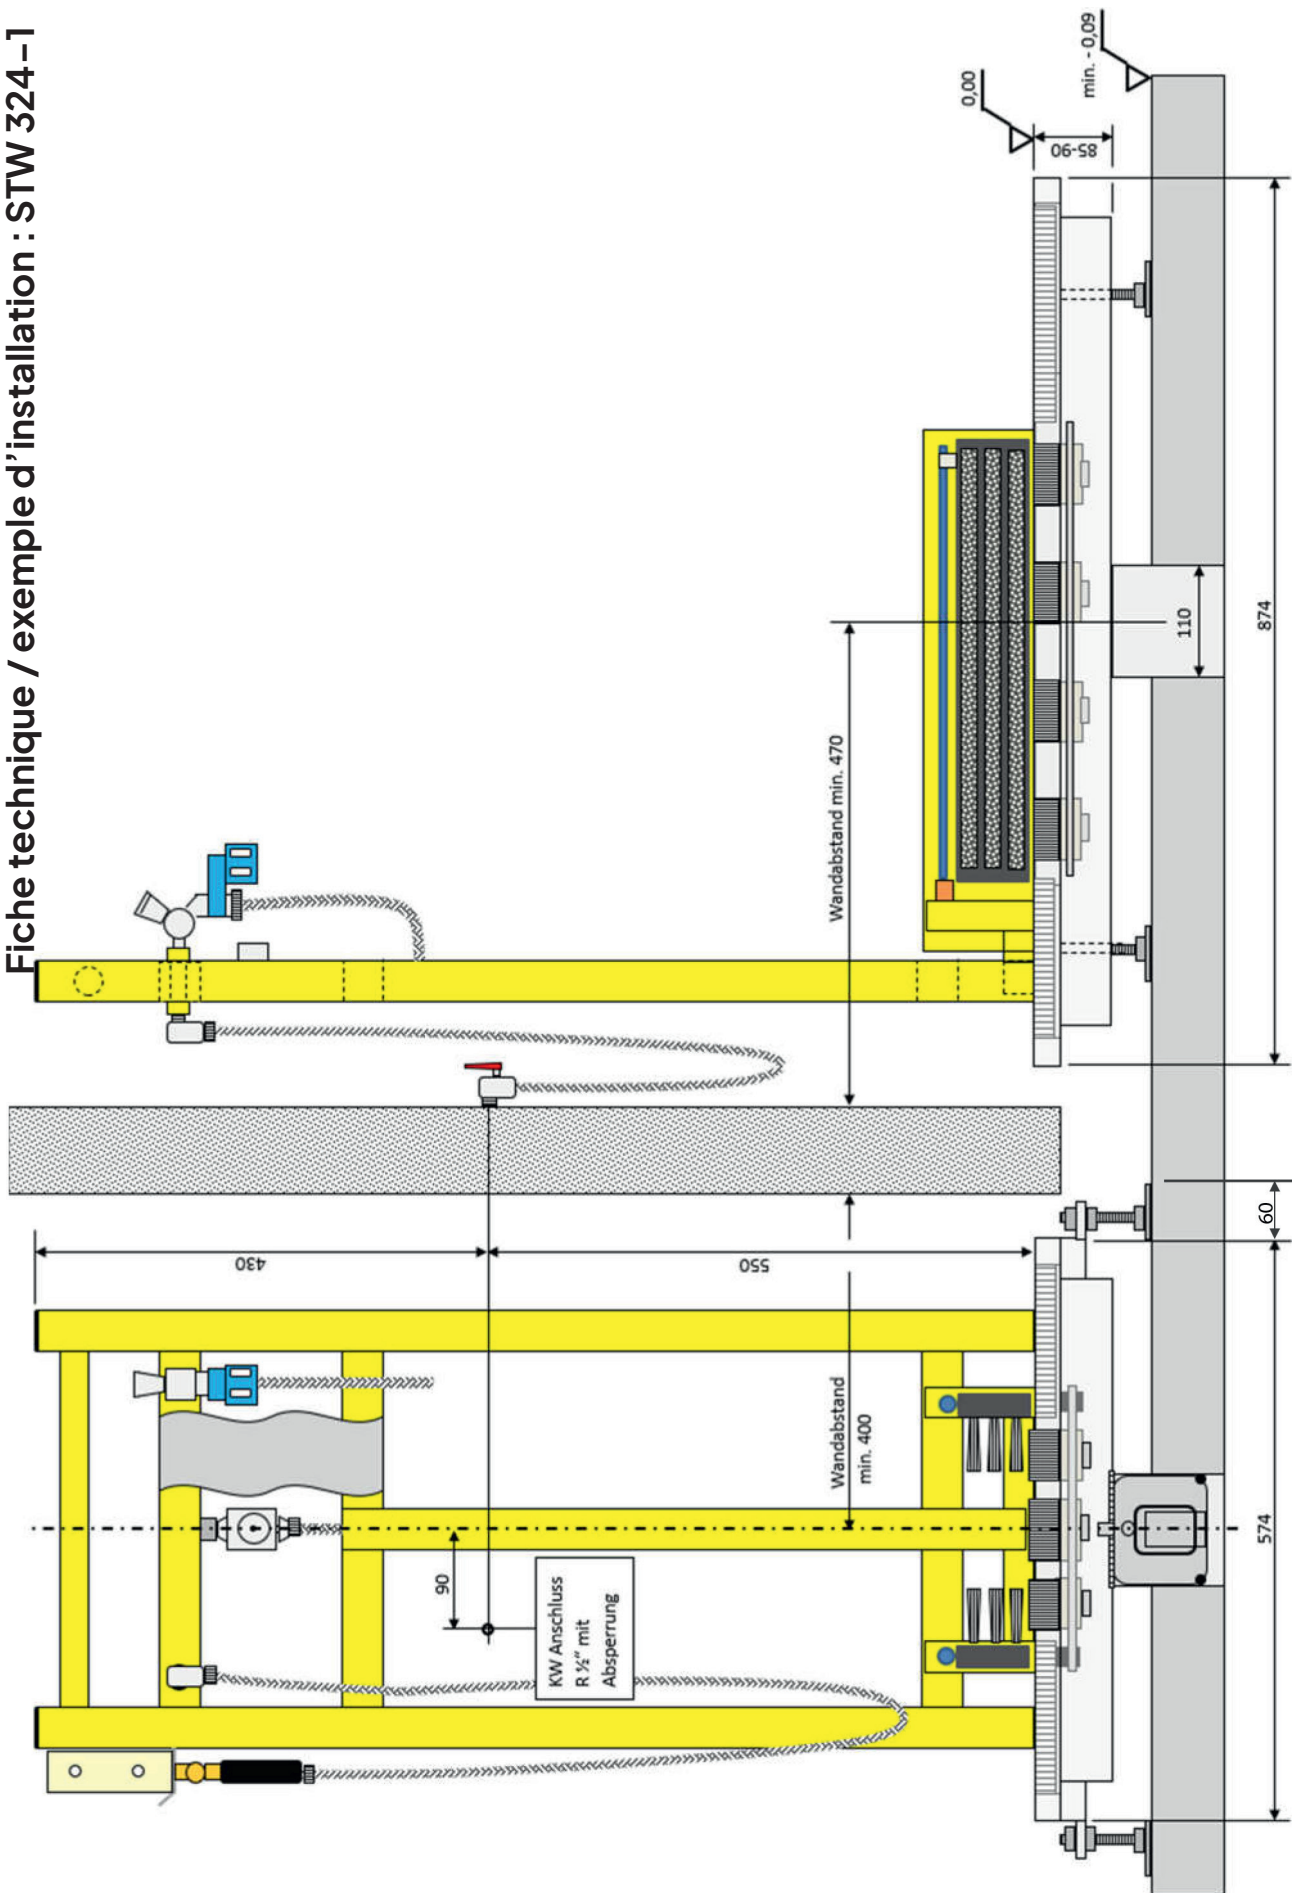 Fiche technique / exemple d'installation : STW 324-1
430
550
90
KW Anschluss
R ½" mit
Absperrung
Wandabstand
min. 400
574
60
Wandabstand min. 470
0,00
min. - 0,09
85-90
110
874